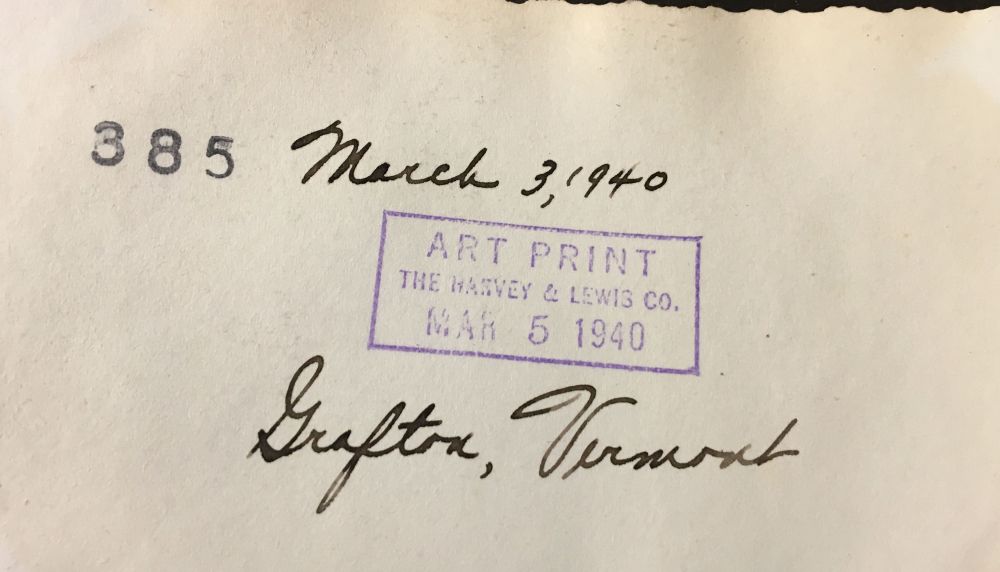 385 March 3, 1940
ART PRINT
THE HARVEY & LEWIS CO.
MAR 5 1940
Grafton, Vermont